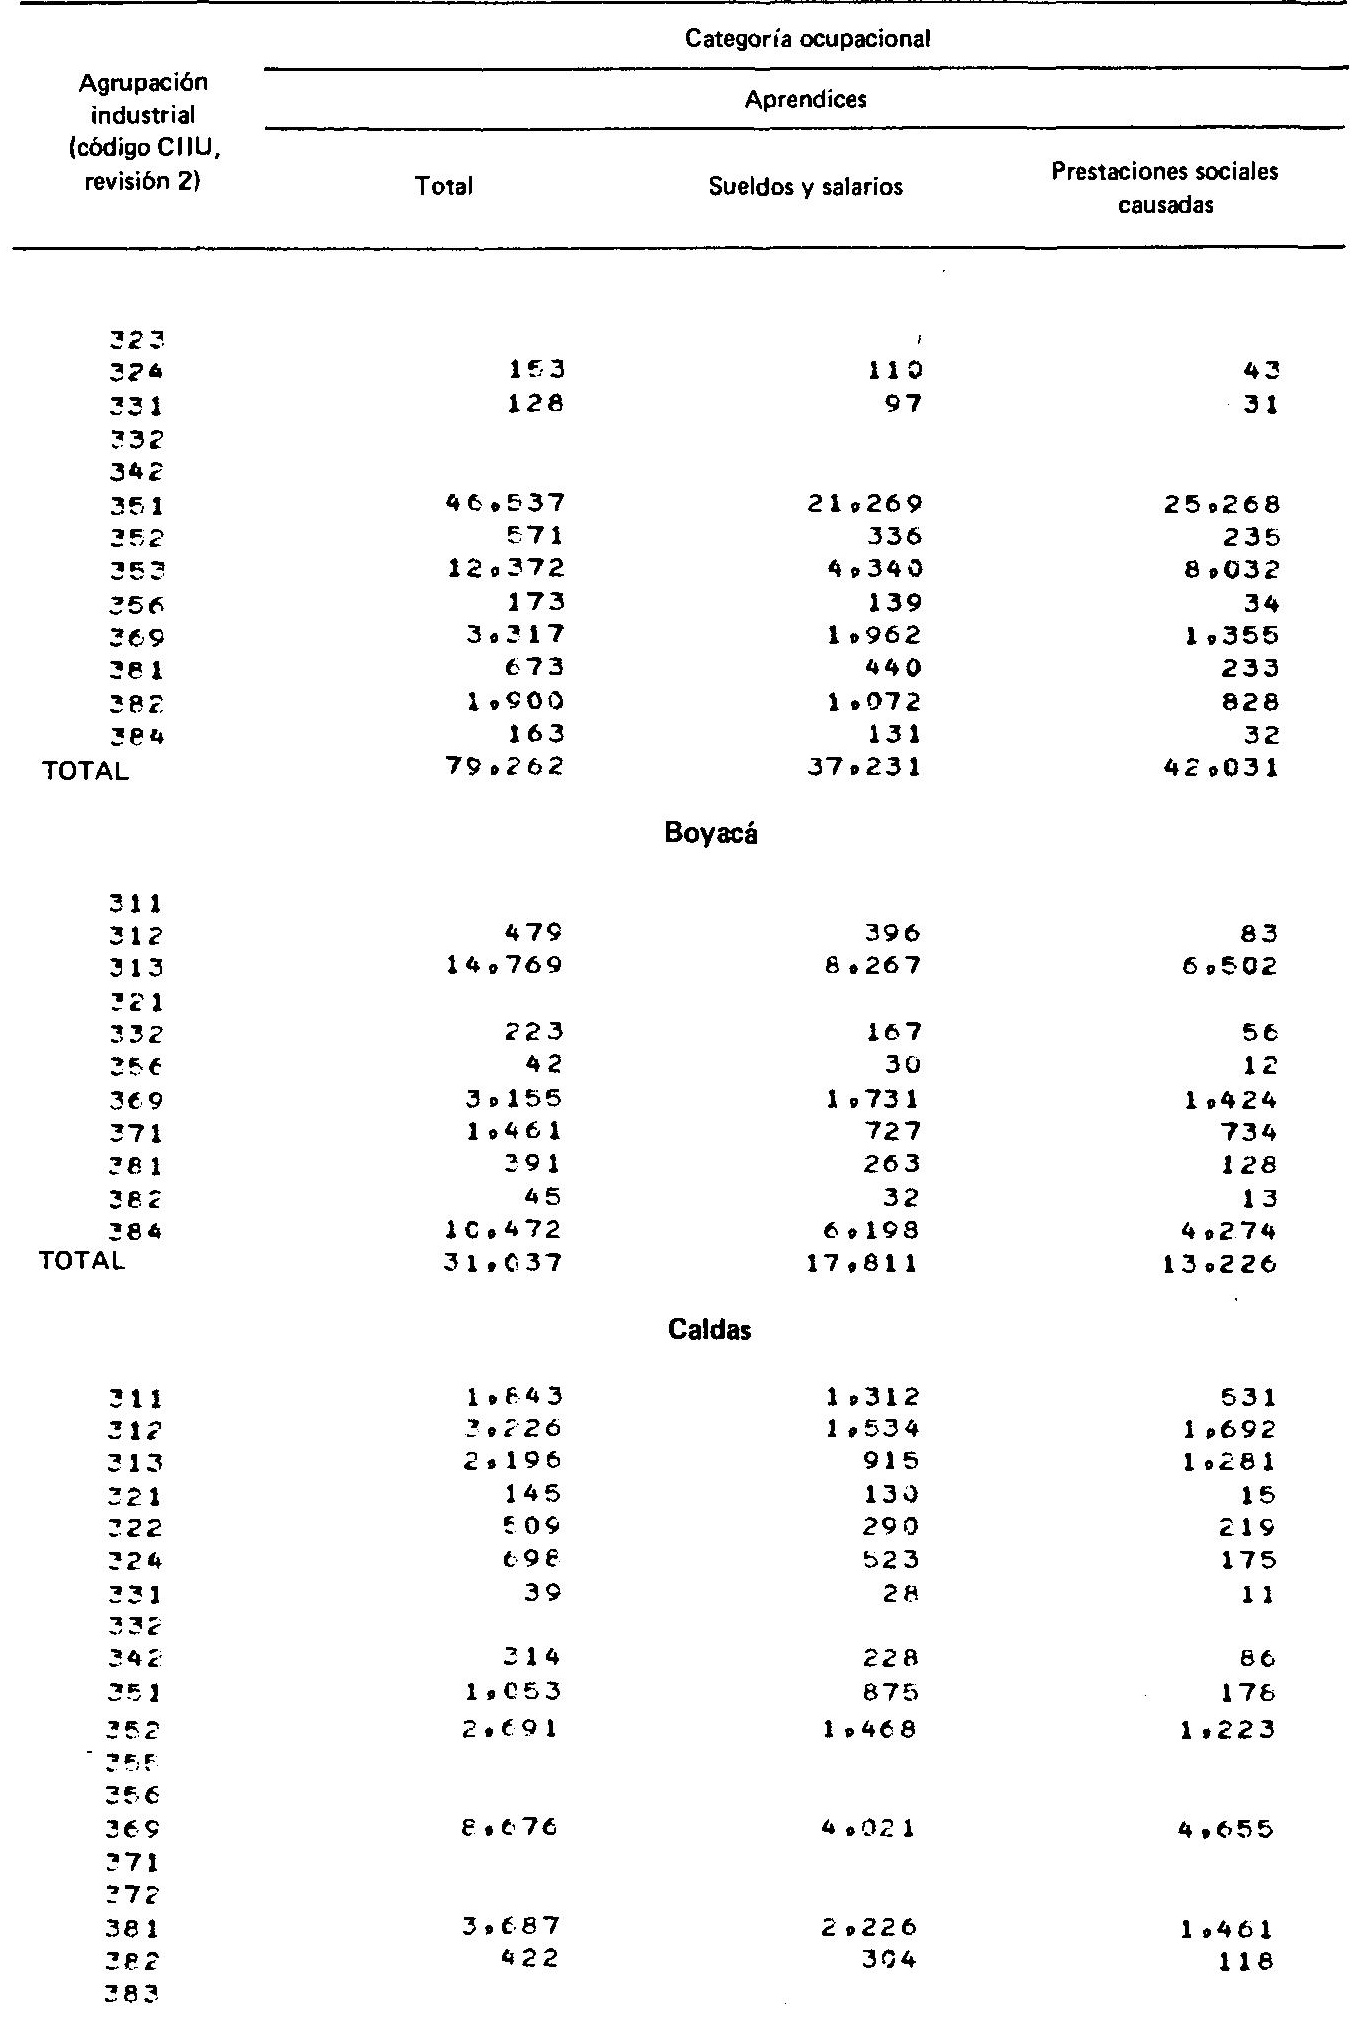 Categoría ocupacional
Agrupación industrial (código CIIU, revisión 2)
Aprendices
Total Sueldos y salarios Prestaciones sociales causadas
323
324 153 110 43
331 128 97 31
332
342
351 46,537 21,269 25,268
352 571 336 235
353 12,372 4,340 8,032
356 173 139 34
369 3,317 1,962 1,355
381 673 440 233
382 1,900 1,072 828
384 163 131 32
TOTAL 79,262 37,231 42,031
Boyacá
311
312 479 396 83
313 14,769 8,267 6,502
321
332 223 167 56
356 42 30 12
369 3,155 1,731 1,424
371 1,461 727 734
381 391 263 128
382 45 32 13
384 10,472 6,198 4,274
TOTAL 31,037 17,811 13,226
Caldas
311 1,843 1,312 531
312 3,226 1,534 1,692
313 2,196 915 1,281
321 145 130 15
322 509 290 219
324 698 523 175
331 39 28 11
332
342 314 228 86
351 1,053 875 178
352 2,691 1,468 1,223
355
356
369 8,676 4,021 4,655
371
372
381 3,687 2,226 1,461
382 422 304 118
383